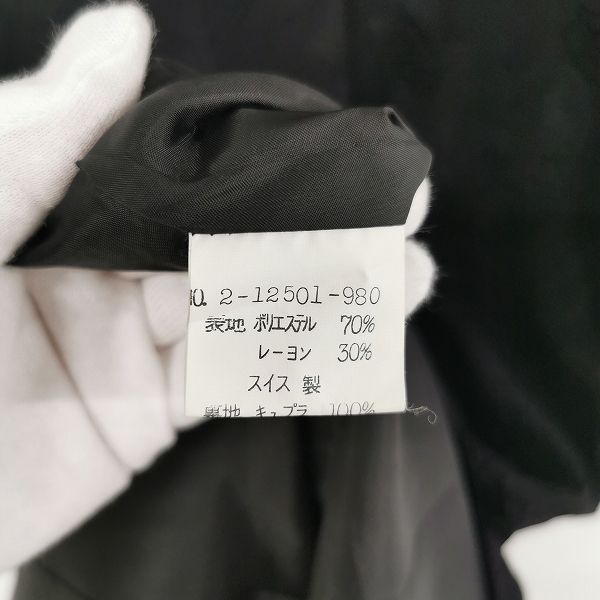 NO. 2-12501-980
表地 ポリエステル 70%
レーヨン 30%
スイス 製
裏地 キュプラ 100%